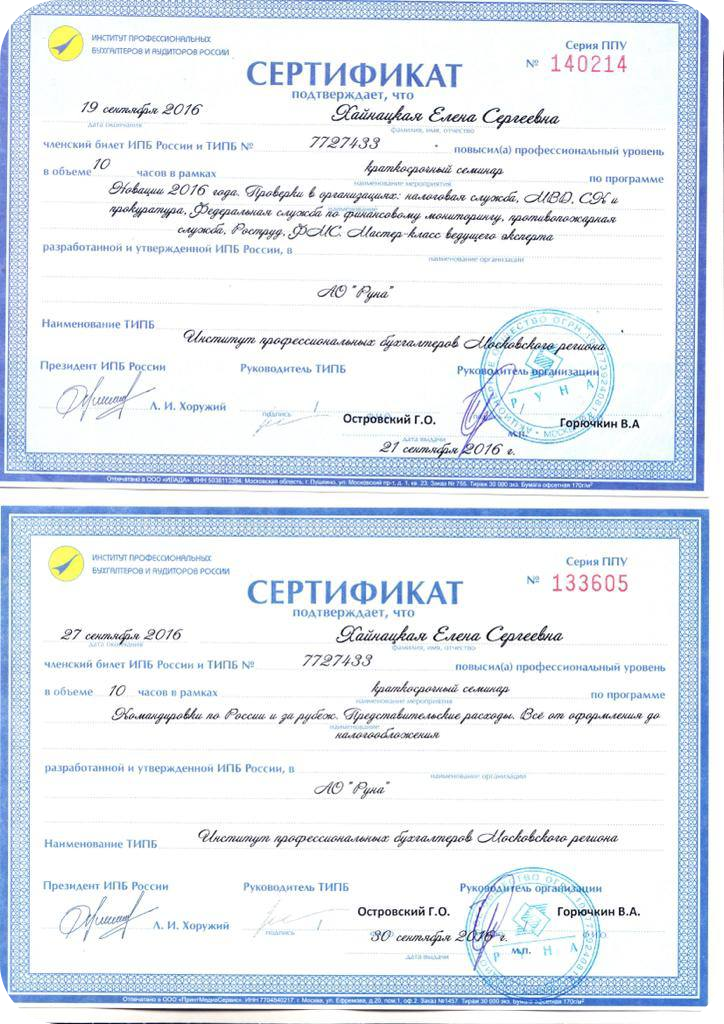 ИНСТИТУТ ПРОФЕССИОНАЛЬНЫХ
БУХГАЛТЕРОВ И АУДИТОРОВ РОССИИ
Серия ППУ
№ 140214
СЕРТИФИКАТ
подтверждает, что
19 сентября 2016 Хайнацкая Елена Сергеевна
дата окончания фамилия, имя, отчество
членский билет ИПБ России и ТИПБ № 7727433 повысил(а) профессиональный уровень
в объеме 10 часов в рамках краткосрочный семинар по программе
наименование мероприятия
Новации 2016 года. Проверки в организациях: налоговая служба, МВД, СК и
наименование
прокуратура, Федеральная служба по финансовому мониторингу, противопожарная
служба, Роструд, ФМС. Мастер-класс ведущего эксперта
разработанной и утвержденной ИПБ России, в
наименование организации
АО "Руна"
Наименование ТИПБ
Институт профессиональных бухгалтеров Московского региона
Президент ИПБ России Руководитель ТИПБ Руководитель организации
Л. И. Хоружий
подпись
Островский Г.О. Горючкин В.А
м.п.
дата выдачи
21 сентября 2016 г.
РУНА
Отпечатано в ООО «ИПАДА». ИНН 5038113394. Московская область, г. Пушкино, ул. Московский пр-т, д. 1, кв. 23. Заказ № 755. Тираж 30 000 экз. Бумага офсетная 170г/м²
ИНСТИТУТ ПРОФЕССИОНАЛЬНЫХ
БУХГАЛТЕРОВ И АУДИТОРОВ РОССИИ
Серия ППУ
№ 133605
СЕРТИФИКАТ
подтверждает, что
27 сентября 2016 Хайнацкая Елена Сергеевна
дата окончания фамилия, имя, отчество
членский билет ИПБ России и ТИПБ № 7727433 повысил(а) профессиональный уровень
в объеме 10 часов в рамках краткосрочный семинар по программе
наименование мероприятия
Командировки по России и за рубеж. Представительские расходы. Всё от оформления до
наименование
налогообложения
разработанной и утвержденной ИПБ России, в
наименование организации
АО "Руна"
Наименование ТИПБ
Институт профессиональных бухгалтеров Московского региона
Президент ИПБ России Руководитель ТИПБ Руководитель организации
Л. И. Хоружий
подпись
Островский Г.О. Горючкин В.А.
30 сентября 2016 г.
м.п.
дата выдачи
РУНА
Отпечатано в ООО «ПринтМедиаСервис». ИНН 7704840217. г. Москва, ул. Ефремова, д.20, пом.1, оф.2. Заказ №1457. Тираж 30 000 экз. Бумага офсетная 170г/м²